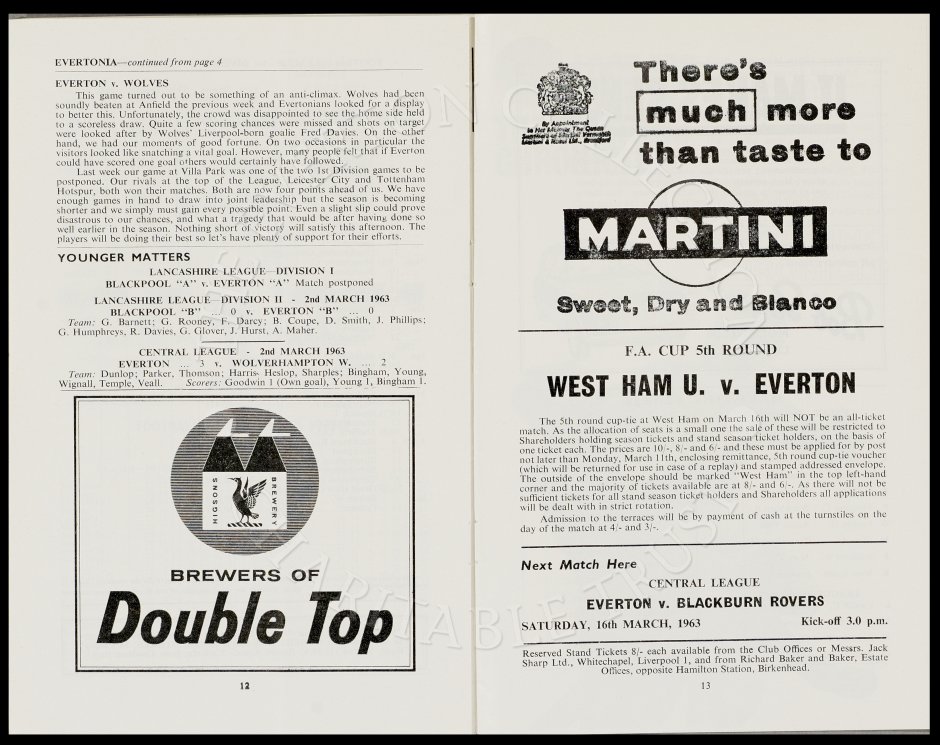 EVERTONIA—continued from page 4
EVERTON v. WOLVES
This game turned out to be something of an anti-climax. Wolves had been
soundly beaten at Anfield the previous week and Evertonians looked for a display
to better this. Unfortunately, the crowd was disappointed to see the home side held
to a scoreless draw. Quite a few scoring chances were missed and shots on target
were looked after by Wolves' Liverpool-born goalie Fred Davies. On the other
hand, we had our moments of good fortune. On two occasions in particular the
visitors looked like snatching a vital goal. However, many people felt that if Everton
could have scored one goal others would certainly have followed.
Last week our game at Villa Park was one of the two 1st Division games to be
postponed. Our rivals at the top of the League, Leicester City and Tottenham
Hotspur, both won their matches. Both are now four points ahead of us. We have
enough games in hand to draw into joint leadership but the season is becoming
shorter and we simply must gain every possible point. Even a slight slip could prove
disastrous to our chances, and what a tragedy that would be after having done so
well earlier in the season. Nothing short of victory will satisfy this afternoon. The
players will be doing their best so let's have plenty of support for their efforts.
YOUNGER MATTERS
LANCASHIRE LEAGUE—DIVISION I
BLACKPOOL "A" v. EVERTON "A" Match postponed
LANCASHIRE LEAGUE—DIVISION II - 2nd MARCH 1963
BLACKPOOL "B" ... 0 v. EVERTON "B" ... 0
Team: G. Barnett; G. Rooney, F. Darcy; B. Coupe, D. Smith, J. Phillips;
G. Humphreys, R. Davies, G. Glover, J. Hurst, A. Maher.
CENTRAL LEAGUE - 2nd MARCH 1963
EVERTON ... 3 v. WOLVERHAMPTON W. ... 2
Team: Dunlop; Parker, Thomson; Harris, Heslop, Sharples; Bingham, Young,
Wignall, Temple, Veall. Scorers: Goodwin 1 (Own goal), Young 1, Bingham 1.
HIGSONS BREWERY
BREWERS OF
Double Top
12
There's
much more
than taste to
By Appointment
to Her Majesty The Queen
Suppliers of Martini Vermouth
Martini & Rossi Ltd.,
MARTINI
Sweet, Dry and Bianco
F.A. CUP 5th ROUND
WEST HAM U. v. EVERTON
The 5th round cup-tie at West Ham on March 16th will NOT be an all-ticket
match. As the allocation of seats is a small one the sale of these will be restricted to
Shareholders holding season tickets and stand season ticket holders, on the basis of
one ticket each. The prices are 10/-, 8/- and 6/- and these must be applied for by post
not later than Monday, March 11th, enclosing remittance, 5th round cup-tie voucher
(which will be returned for use in case of a replay) and stamped addressed envelope.
The outside of the envelope should be marked "West Ham" in the top left-hand
corner and the majority of tickets available are at 8/- and 6/-. As there will not be
sufficient tickets for all stand season ticket holders and Shareholders all applications
will be dealt with in strict rotation.
Admission to the terraces will be by payment of cash at the turnstiles on the
day of the match at 4/- and 3/-.
Next Match Here
CENTRAL LEAGUE
EVERTON v. BLACKBURN ROVERS
SATURDAY, 16th MARCH, 1963 Kick-off 3.0 p.m.
Reserved Stand Tickets 8/- each available from the Club Offices or Messrs. Jack
Sharp Ltd., Whitechapel, Liverpool 1, and from Richard Baker and Baker, Estate
Offices, opposite Hamilton Station, Birkenhead.
13